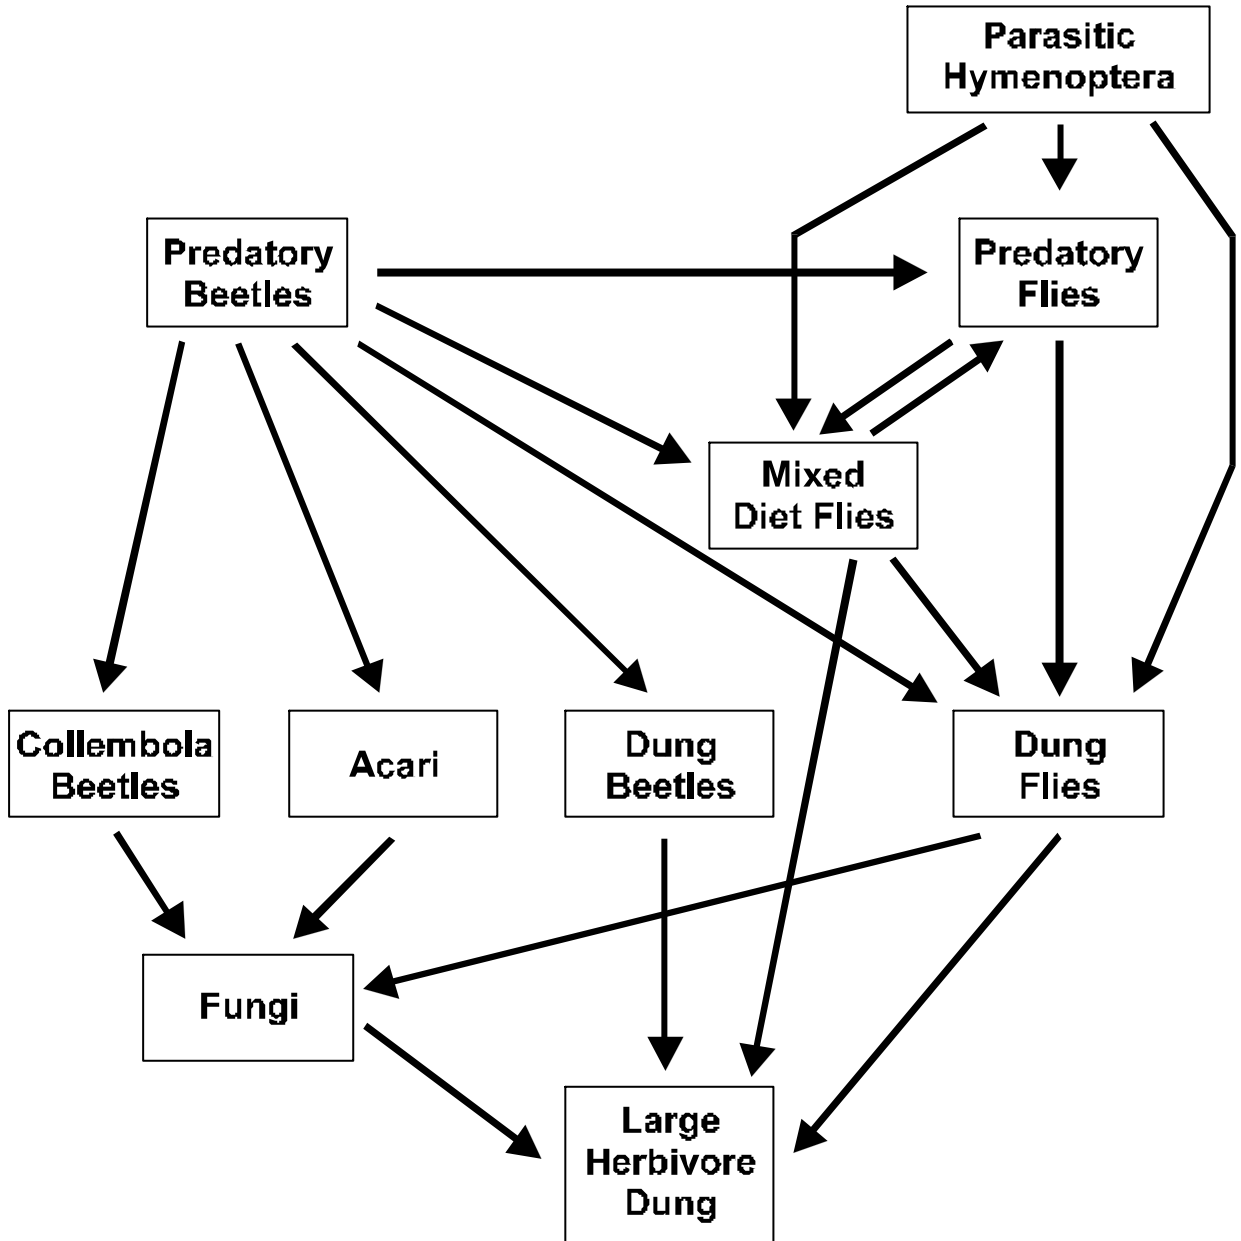 Parasitic
Hymenoptera
Predatory
Beetles
Predatory
Flies
Mixed
Diet Flies
Collembola
Beetles
Acari
Dung
Beetles
Dung
Flies
Fungi
Large
Herbivore
Dung